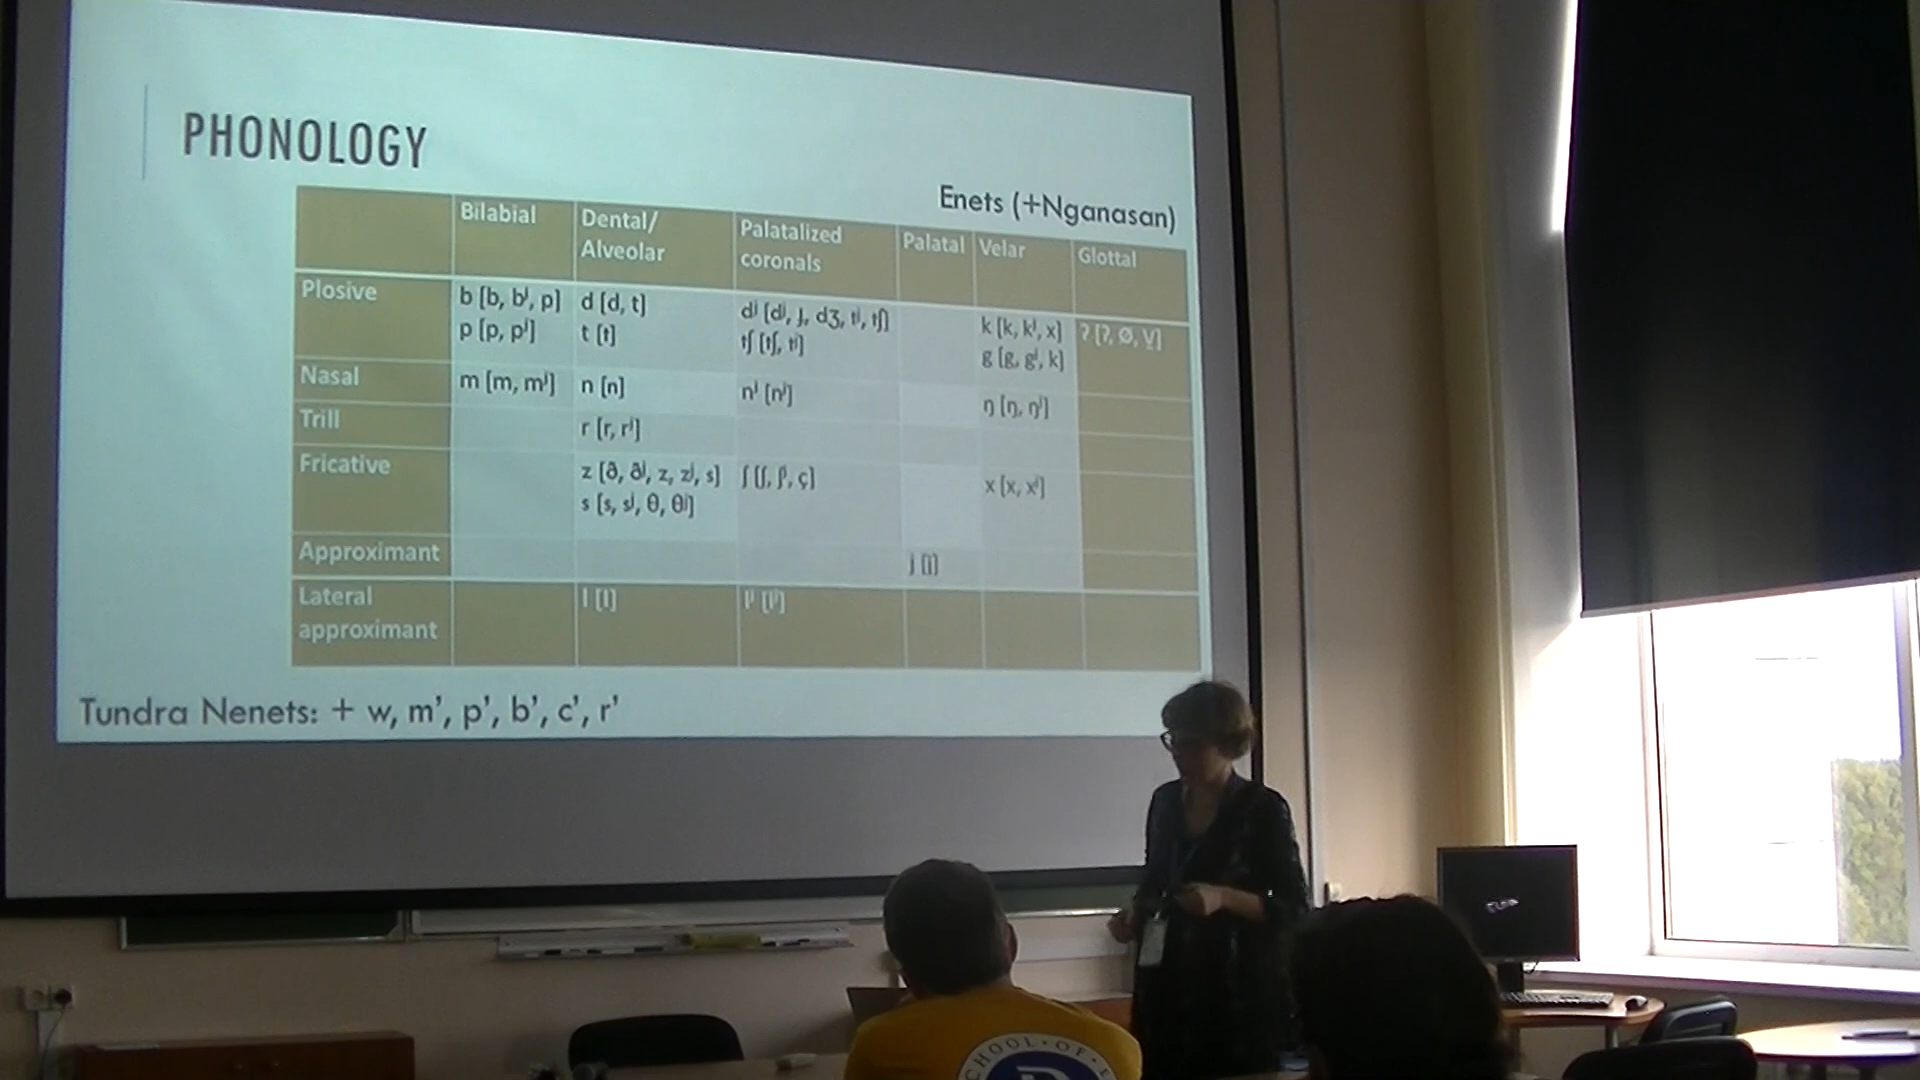 PHONOLOGY
Enets (+Nganasan)
Bilabial Dental/ Alveolar Palatalized coronals Palatal Velar Glottal
Plosive b [b, bʲ, p] d [d, t] dʲ [dʲ, ɟ, dʒ, tʲ, tʃ] k [k, kʲ, x] ʔ [ʔ, Ø, V̰]
p [p, pʲ] t [t] tʃ [tʃ, tʲ] g [g, gʲ, k]
Nasal m [m, mʲ] n [n] nʲ [nʲ] ŋ [ŋ, ŋʲ]
Trill r [r, rʲ]
Fricative z [ð, ðʲ, z, zʲ, s] ʃ [ʃ, ʃʲ, ç] x [x, xʲ]
s [s, sʲ, θ, θʲ]
Approximant j [j]
Lateral approximant l [l] lʲ [lʲ]
Tundra Nenets: + w, m’, p’, b’, c’, r’
CHOOL · OF ·